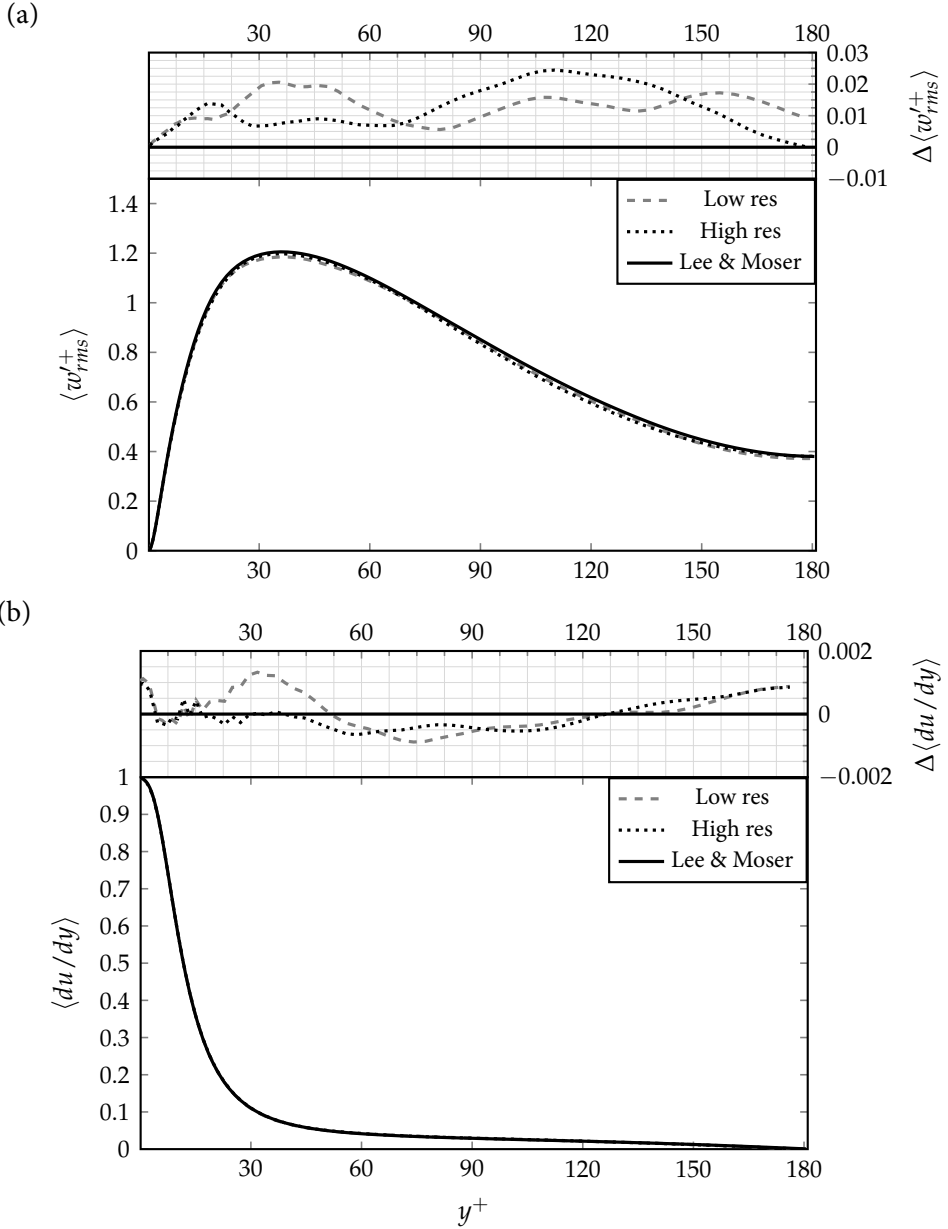 (a)
30 60 90 120 150 180
0.03
0.02
0.01
0
−0.01
Δ⟨w′⁺rms⟩
1.4
1.2
1
0.8
0.6
0.4
0.2
0
⟨w′⁺rms⟩
Low res
High res
Lee & Moser
30 60 90 120 150 180
(b)
30 60 90 120 150 180
0.002
0
−0.002
Δ⟨du/dy⟩
1
0.9
0.8
0.7
0.6
0.5
0.4
0.3
0.2
0.1
0
⟨du/dy⟩
Low res
High res
Lee & Moser
30 60 90 120 150 180
y⁺